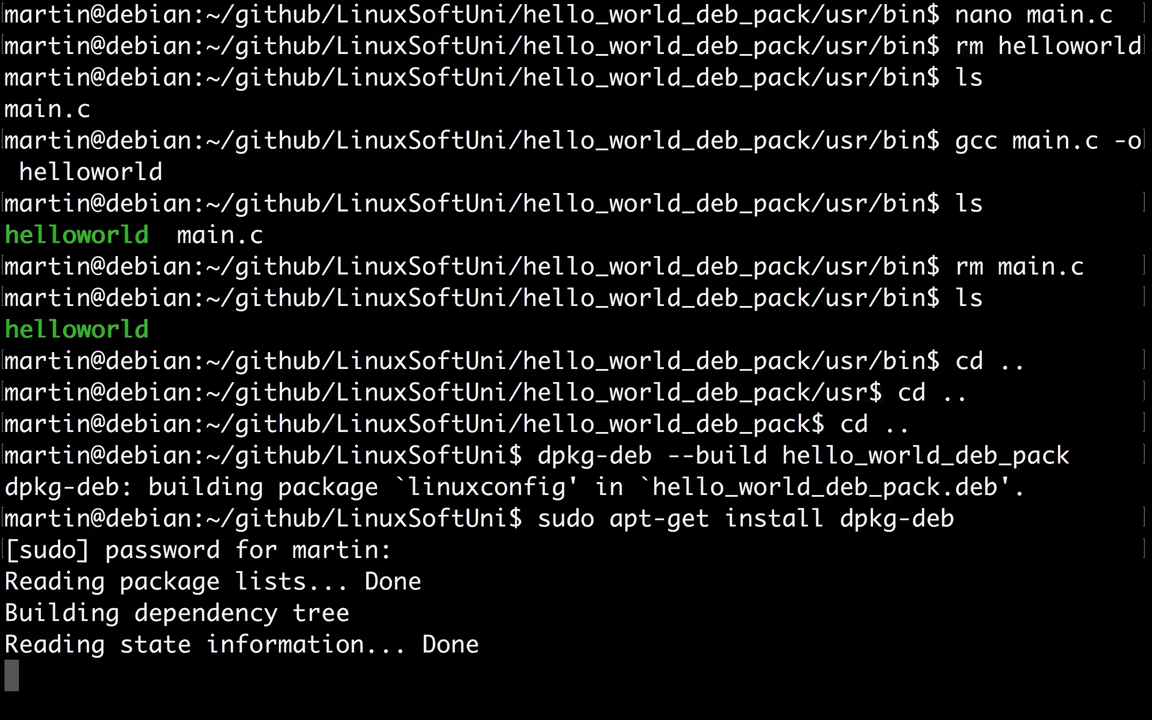 martin@debian:~/github/LinuxSoftUni/hello_world_deb_pack/usr/bin$ nano main.c
martin@debian:~/github/LinuxSoftUni/hello_world_deb_pack/usr/bin$ rm helloworld
martin@debian:~/github/LinuxSoftUni/hello_world_deb_pack/usr/bin$ ls
main.c
martin@debian:~/github/LinuxSoftUni/hello_world_deb_pack/usr/bin$ gcc main.c -o
 helloworld
martin@debian:~/github/LinuxSoftUni/hello_world_deb_pack/usr/bin$ ls
helloworld  main.c
martin@debian:~/github/LinuxSoftUni/hello_world_deb_pack/usr/bin$ rm main.c
martin@debian:~/github/LinuxSoftUni/hello_world_deb_pack/usr/bin$ ls
helloworld
martin@debian:~/github/LinuxSoftUni/hello_world_deb_pack/usr/bin$ cd ..
martin@debian:~/github/LinuxSoftUni/hello_world_deb_pack/usr$ cd ..
martin@debian:~/github/LinuxSoftUni/hello_world_deb_pack$ cd ..
martin@debian:~/github/LinuxSoftUni$ dpkg-deb --build hello_world_deb_pack
dpkg-deb: building package `linuxconfig' in `hello_world_deb_pack.deb'.
martin@debian:~/github/LinuxSoftUni$ sudo apt-get install dpkg-deb
[sudo] password for martin:
Reading package lists... Done
Building dependency tree
Reading state information... Done